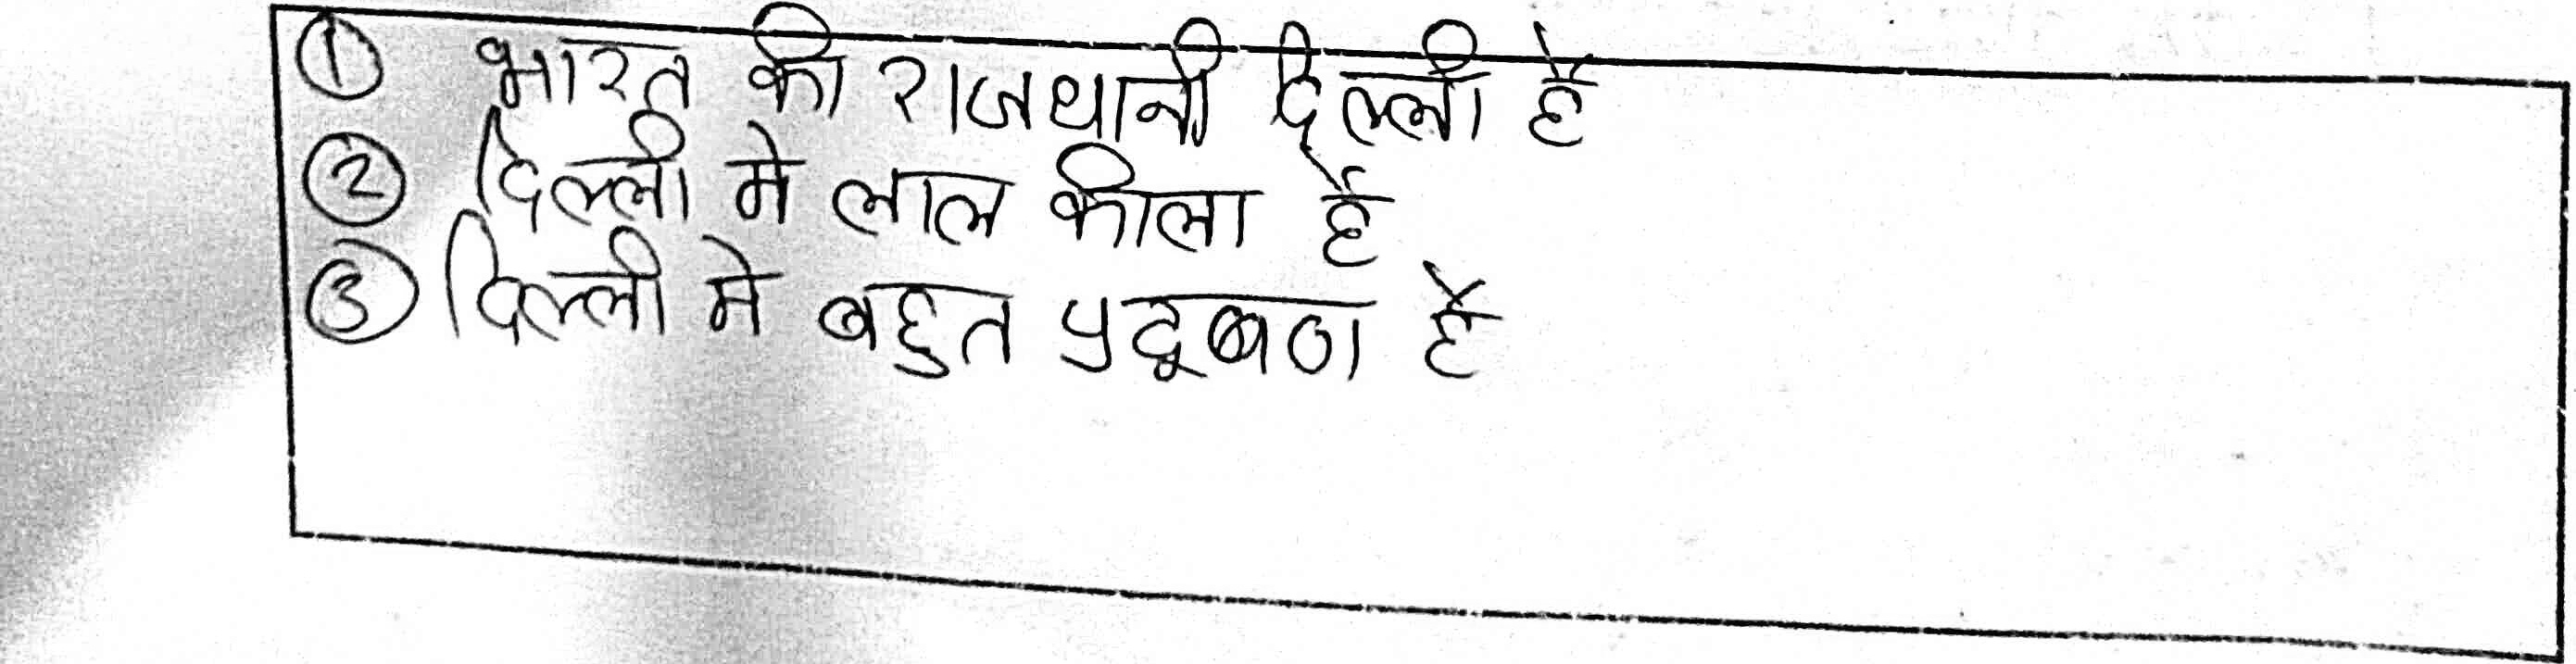 ① भारत की राजधानी दिल्ली है
② दिल्ली मे लाल कीला है
③ दिल्ली मे बहुत प्रदूषण है